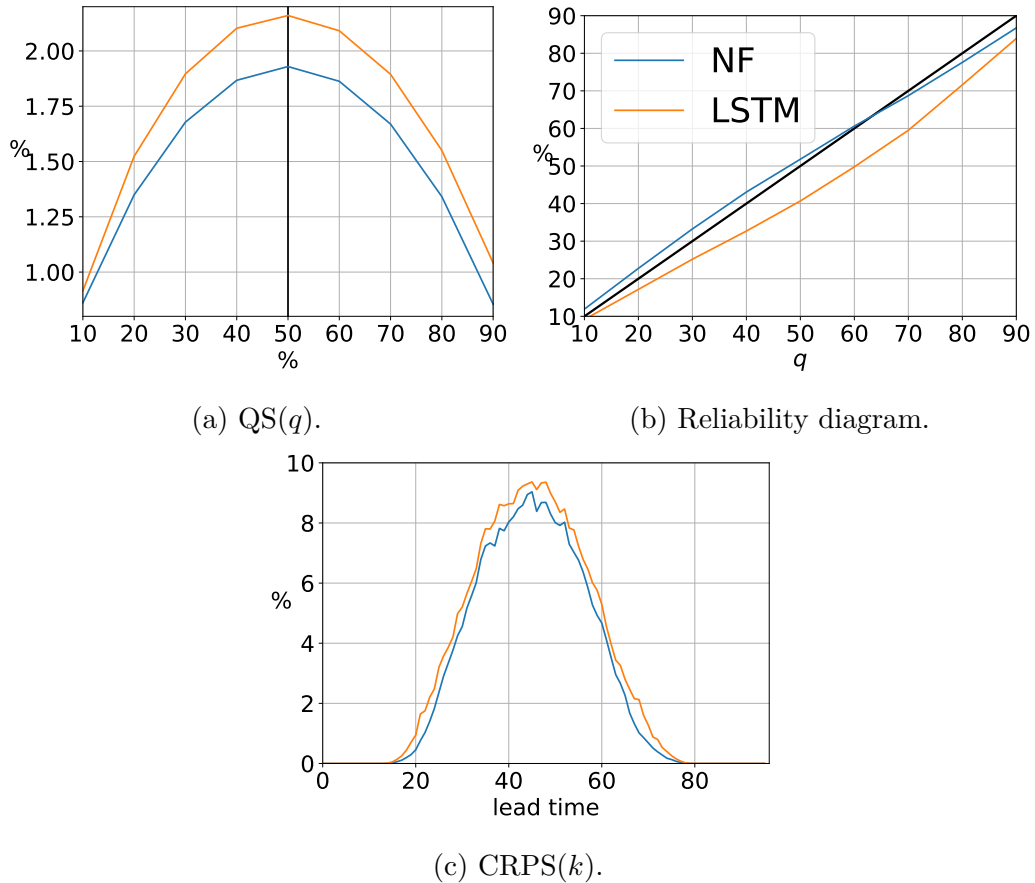 2.00
1.75
%
1.50
1.25
1.00
10 20 30 40 50 60 70 80 90
%
(a) QS(q).
90
80
70
60
%
50
40
30
20
10
NF
LSTM
10 20 30 40 50 60 70 80 90
q
(b) Reliability diagram.
10
8
6
%
4
2
0
0 20 40 60 80
lead time
(c) CRPS(k).